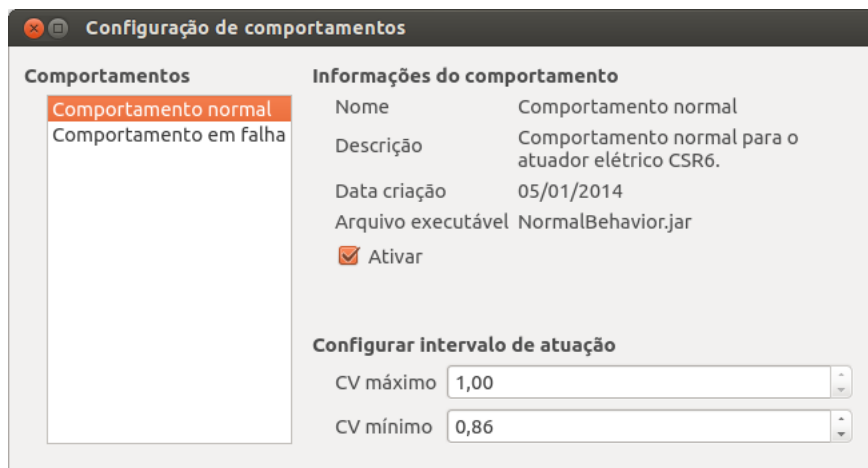 Configuração de comportamentos
Comportamentos
Comportamento normal
Comportamento em falha
Informações do comportamento
Nome Comportamento normal
Descrição Comportamento normal para o
atuador elétrico CSR6.
Data criação 05/01/2014
Arquivo executável NormalBehavior.jar
Ativar
Configurar intervalo de atuação
CV máximo 1,00
CV mínimo 0,86